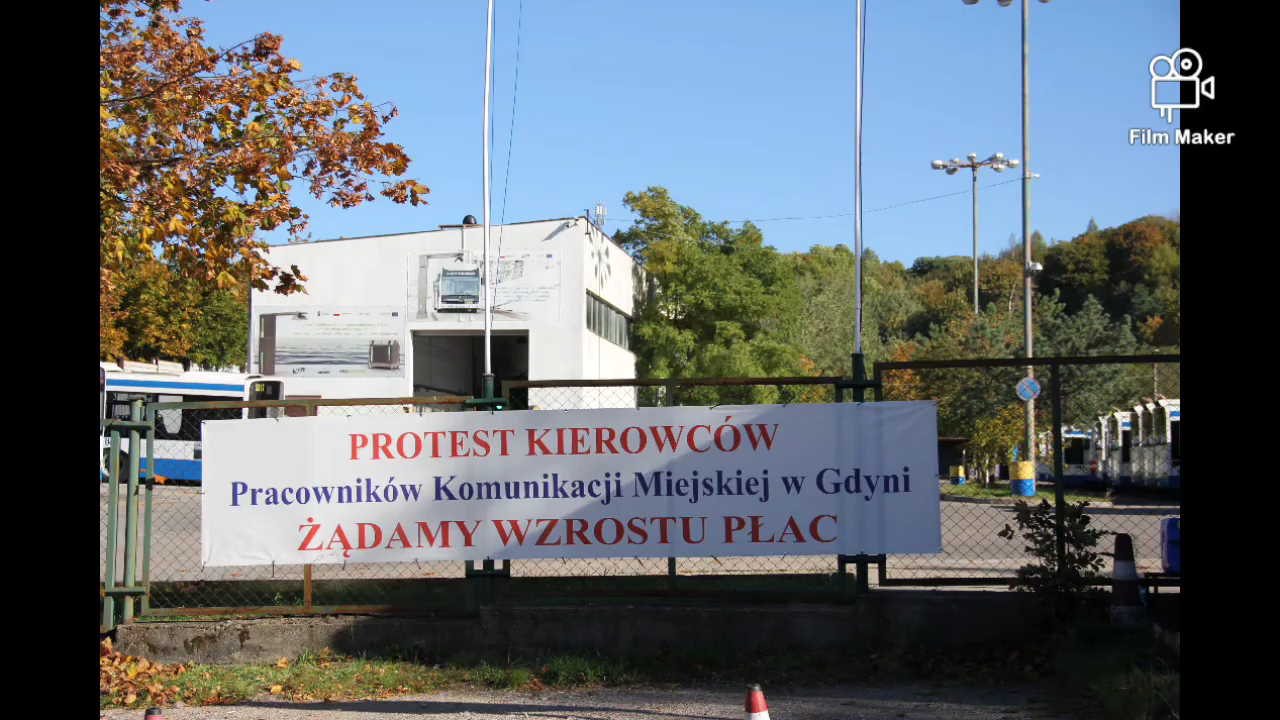 Film Maker
PROTEST KIEROWCÓW
Pracowników Komunikacji Miejskiej w Gdyni
ŻĄDAMY WZROSTU PŁAC